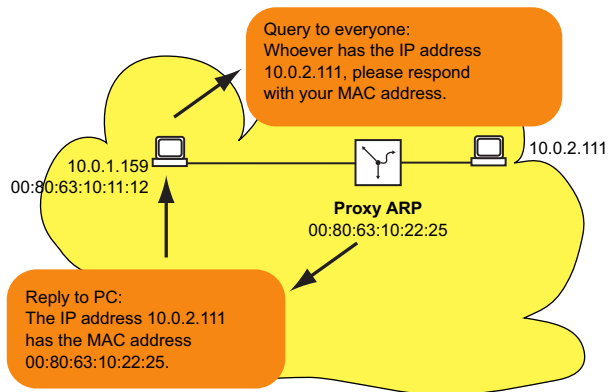 Query to everyone:
Whoever has the IP address
10.0.2.111, please respond
with your MAC address.
10.0.1.159
00:80:63:10:11:12
10.0.2.111
Proxy ARP
00:80:63:10:22:25
Reply to PC:
The IP address 10.0.2.111
has the MAC address
00:80:63:10:22:25.